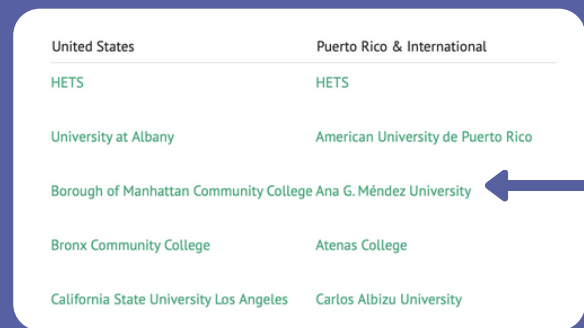 United States Puerto Rico & International
HETS HETS
University at Albany American University de Puerto Rico
Borough of Manhattan Community College Ana G. Méndez University
Bronx Community College Atenas College
California State University Los Angeles Carlos Albizu University